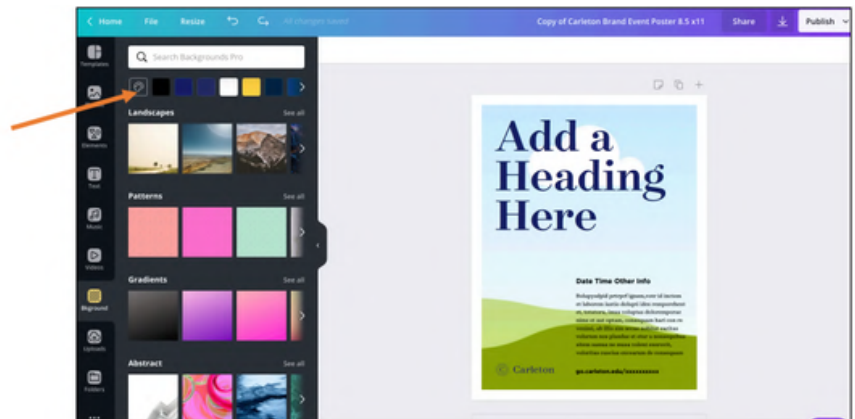 Home File Resize All changes saved Copy of Carleton Brand Event Poster 8.5 x11 Share Publish
Templates
Search Backgrounds Pro
Landscapes See all
Elements
Text
Patterns See all
Music
Videos
Gradients See all
Bkground
Uploads
Abstract See all
Folders
Add a
Heading
Here
Date Time Other Info
Carleton
go.carleton.edu/xxxxxxxxxx